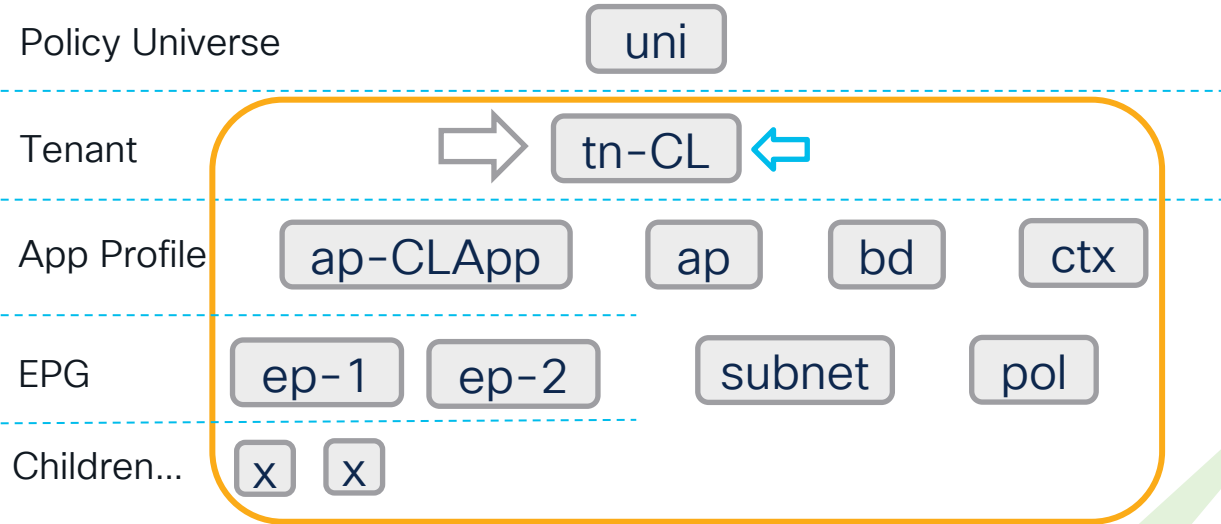 Policy Universe uni
Tenant tn-CL
App Profile ap-CLApp ap bd ctx
EPG ep-1 ep-2 subnet pol
Children... x x